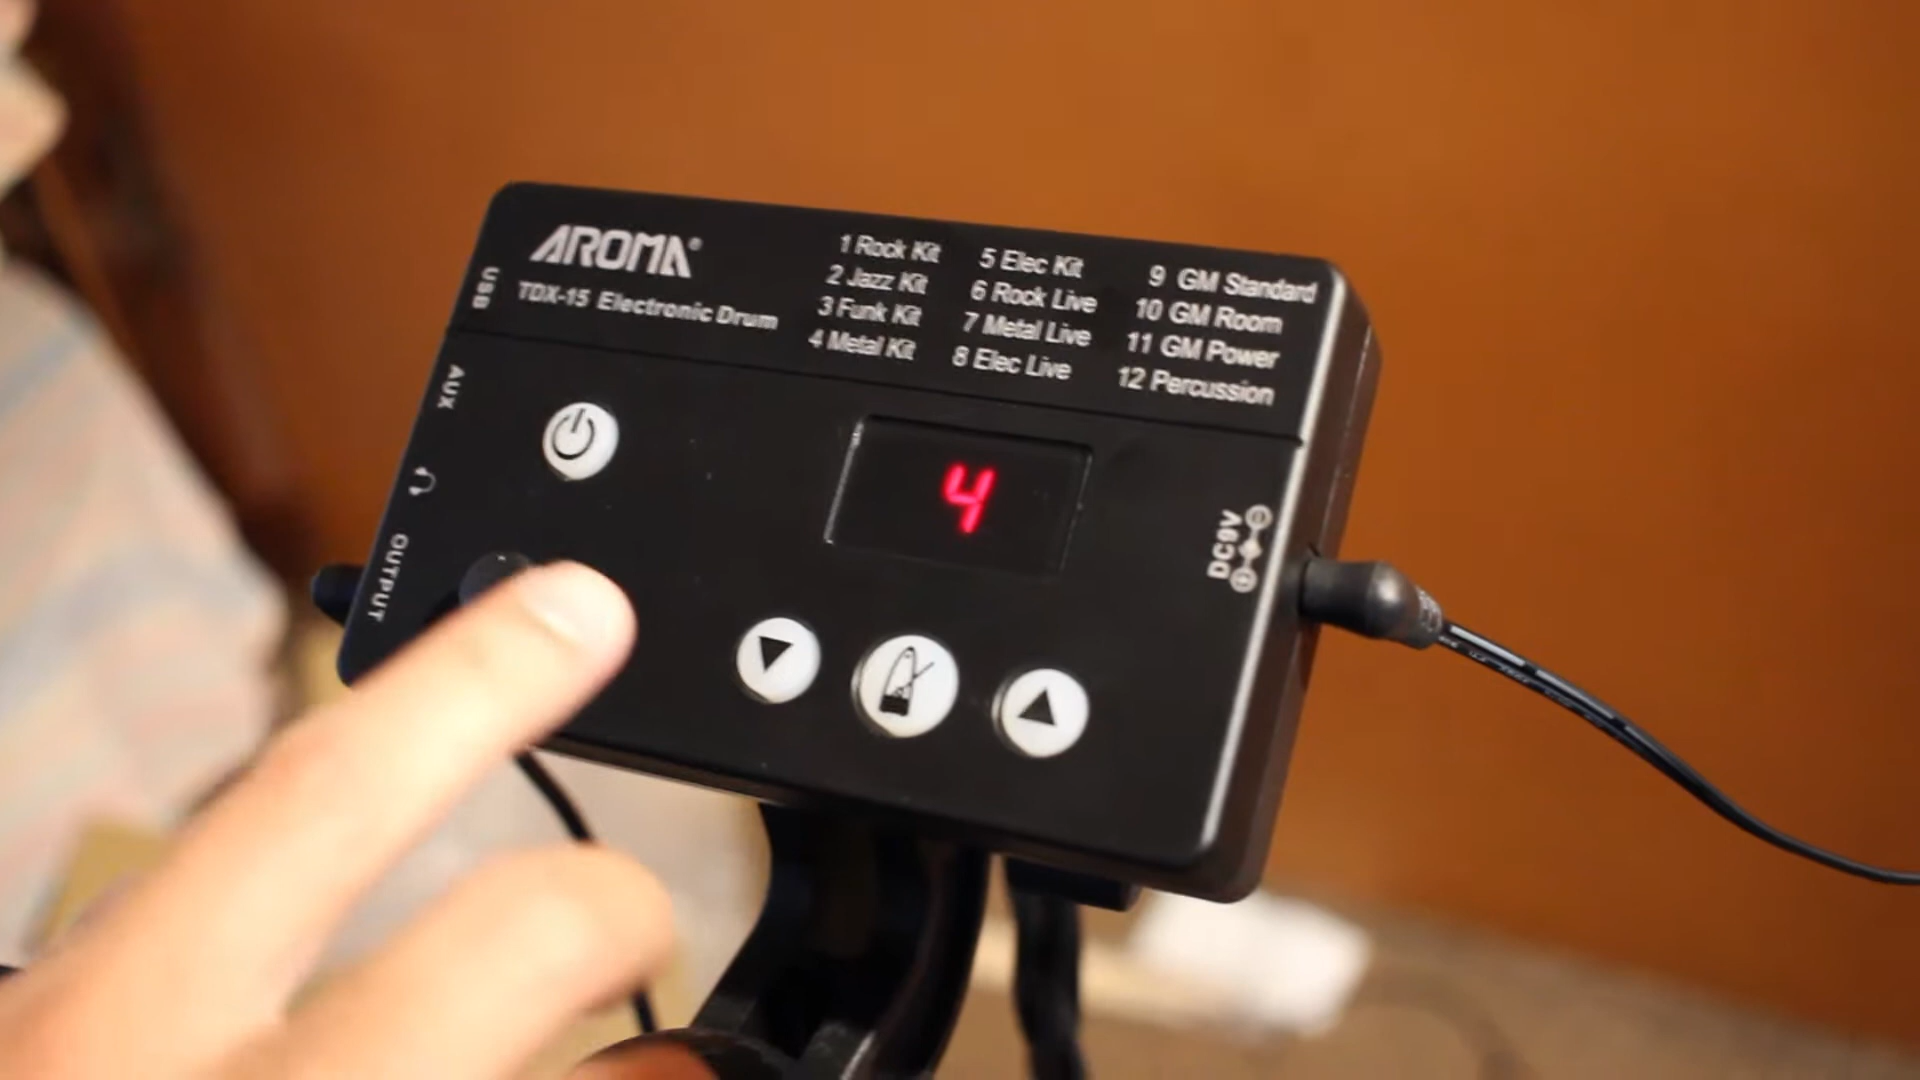 AROMA®
TDX-15 Electronic Drum
1 Rock Kit
2 Jazz Kit
3 Funk Kit
4 Metal Kit
5 Elec Kit
6 Rock Live
7 Metal Live
8 Elec Live
9 GM Standard
10 GM Room
11 GM Power
12 Percussion
USB
AUX
OUTPUT
4
DC9V